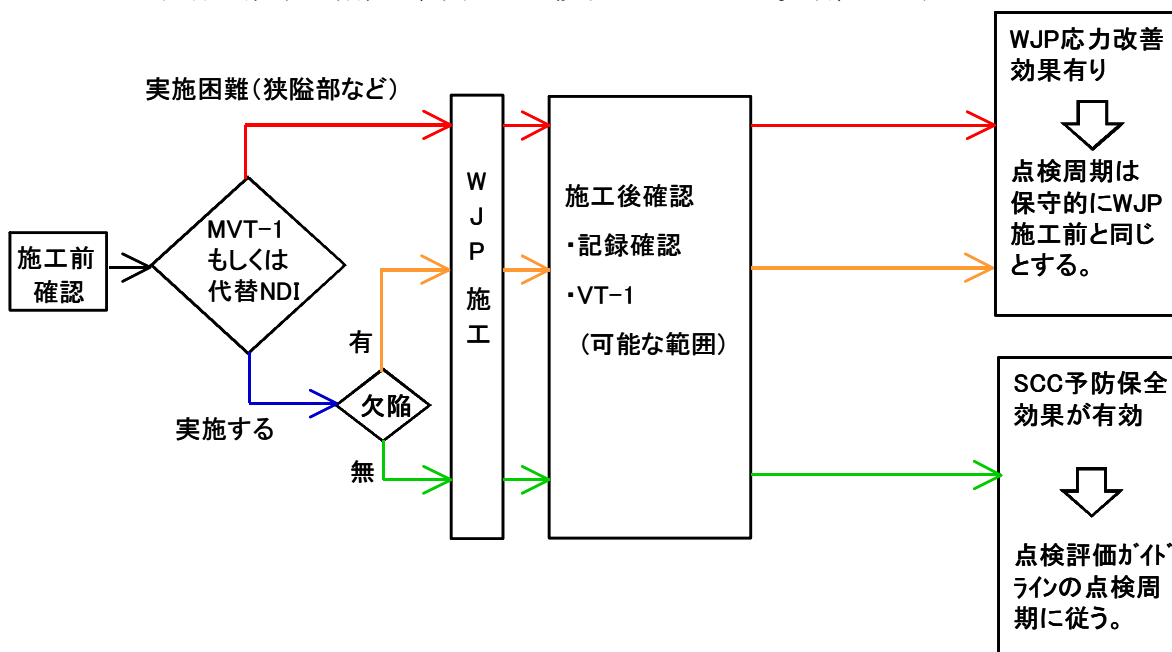 実施困難（狭隘部など）
施工前
確認
MVT-1
もしくは
代替NDI
実施する
有
欠陥
無
WJP施工
施工後確認
・記録確認
・VT-1
（可能な範囲）
WJP応力改善
効果有り
点検周期は
保守的にWJP
施工前と同じ
とする。
SCC予防保全
効果が有効
点検評価ｶﾞｲﾄﾞ
ﾗｲﾝの点検周
期に従う。